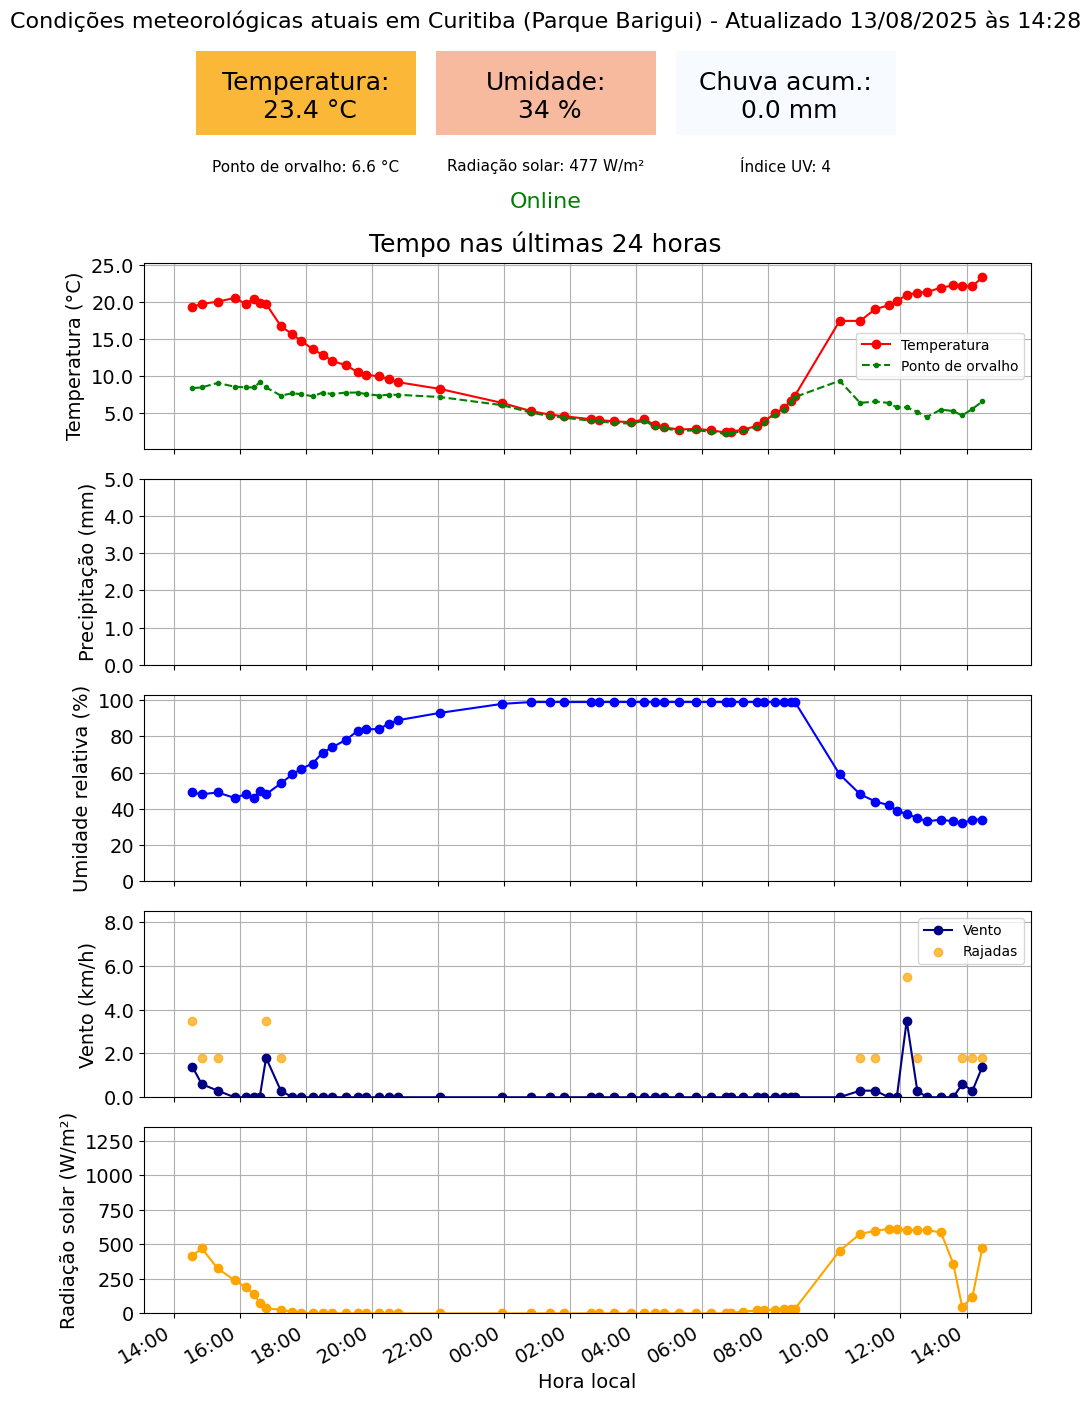 Condições meteorológicas atuais em Curitiba (Parque Barigui) - Atualizado 13/08/2025 às 14:28
Temperatura:
23.4 °C
Umidade:
34 %
Chuva acum.:
0.0 mm
Ponto de orvalho: 6.6 °C
Radiação solar: 477 W/m²
Índice UV: 4
Online
Tempo nas últimas 24 horas
Temperatura (°C)
25.0
20.0
15.0
10.0
5.0
Temperatura
Ponto de orvalho
Precipitação (mm)
5.0
4.0
3.0
2.0
1.0
0.0
Umidade relativa (%)
100
80
60
40
20
0
Vento (km/h)
8.0
6.0
4.0
2.0
0.0
Vento
Rajadas
Radiação solar (W/m²)
1250
1000
750
500
250
0
14:00 16:00 18:00 20:00 22:00 00:00 02:00 04:00 06:00 08:00 10:00 12:00 14:00
Hora local